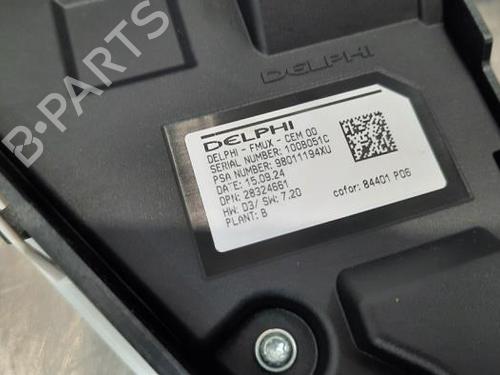 B-PARTS
DELPHI
DELPHI
DELPHI - FMUX - CEM 00
SERIAL NUMBER: 100B051C
PSA NUMBER: 98011194XU
DATE: 15.09.24
DPN: 28324661
HW: D3/ SW: 7.20
PLANT: B
cofor: 84401 P06